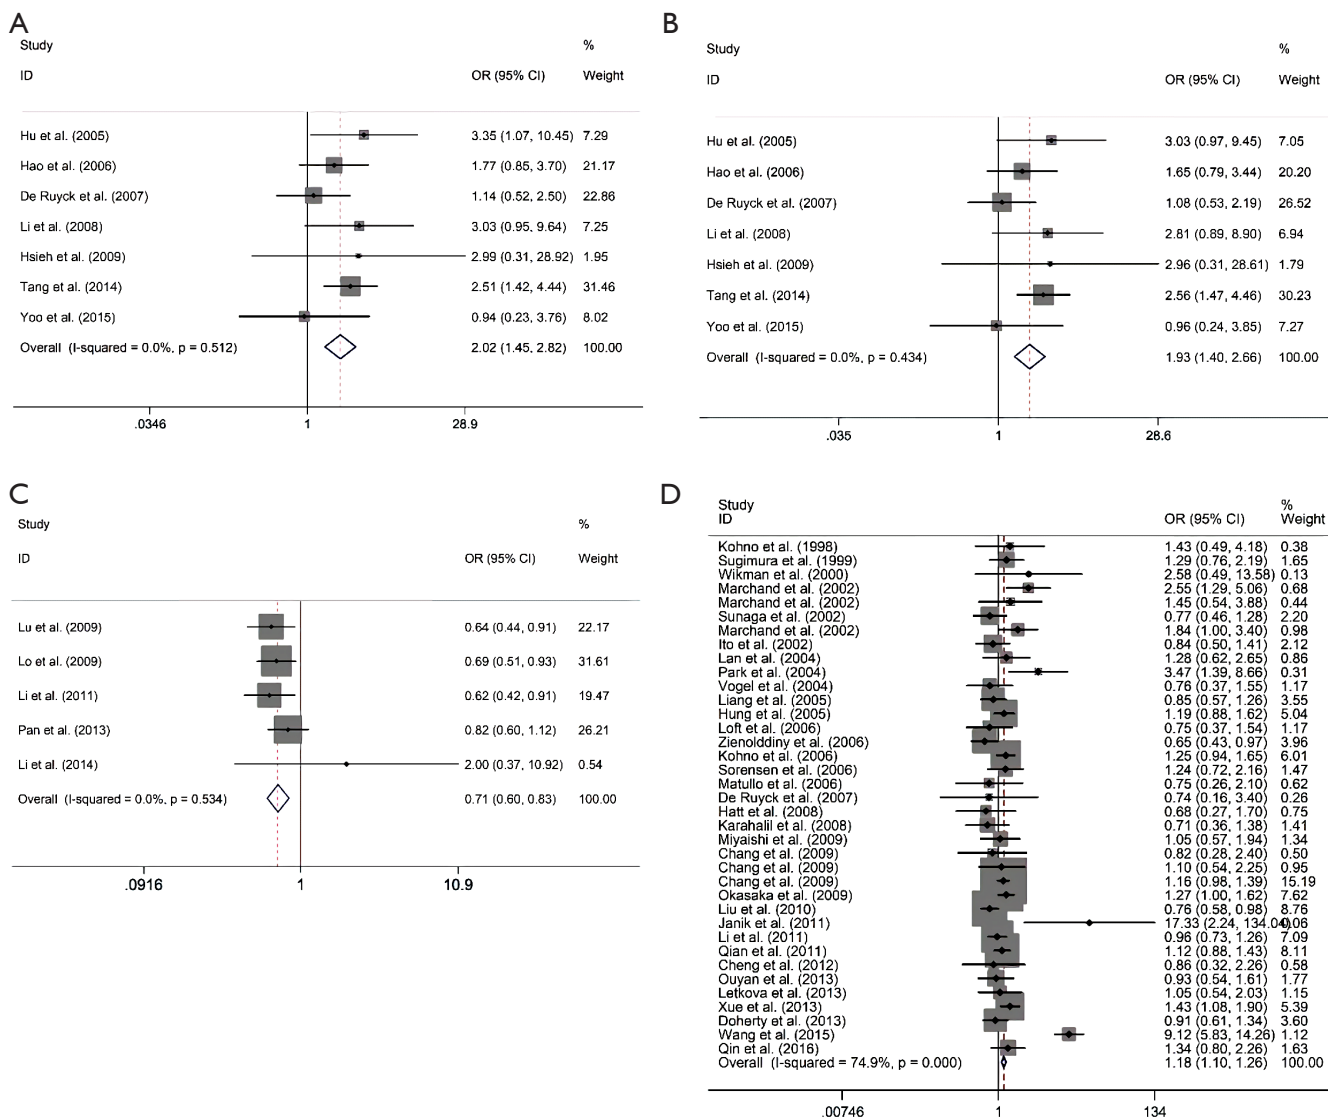 A
Study %
ID OR (95% CI) Weight
Hu et al. (2005) 3.35 (1.07, 10.45) 7.29
Hao et al. (2006) 1.77 (0.85, 3.70) 21.17
De Ruyck et al. (2007) 1.14 (0.52, 2.50) 22.86
Li et al. (2008) 3.03 (0.95, 9.64) 7.25
Hsieh et al. (2009) 2.99 (0.31, 28.92) 1.95
Tang et al. (2014) 2.51 (1.42, 4.44) 31.46
Yoo et al. (2015) 0.94 (0.23, 3.76) 8.02
Overall (I-squared = 0.0%, p = 0.512) 2.02 (1.45, 2.82) 100.00
.0346 1 28.9
B
Study %
ID OR (95% CI) Weight
Hu et al. (2005) 3.03 (0.97, 9.45) 7.05
Hao et al. (2006) 1.65 (0.79, 3.44) 20.20
De Ruyck et al. (2007) 1.08 (0.53, 2.19) 26.52
Li et al. (2008) 2.81 (0.89, 8.90) 6.94
Hsieh et al. (2009) 2.96 (0.31, 28.61) 1.79
Tang et al. (2014) 2.56 (1.47, 4.46) 30.23
Yoo et al. (2015) 0.96 (0.24, 3.85) 7.27
Overall (I-squared = 0.0%, p = 0.434) 1.93 (1.40, 2.66) 100.00
.035 1 28.6
C
Study %
ID OR (95% CI) Weight
Lu et al. (2009) 0.64 (0.44, 0.91) 22.17
Lo et al. (2009) 0.69 (0.51, 0.93) 31.61
Li et al. (2011) 0.62 (0.42, 0.91) 19.47
Pan et al. (2013) 0.82 (0.60, 1.12) 26.21
Li et al. (2014) 2.00 (0.37, 10.92) 0.54
Overall (I-squared = 0.0%, p = 0.534) 0.71 (0.60, 0.83) 100.00
.0916 1 10.9
D
Study %
ID OR (95% CI) Weight
Kohno et al. (1998) 1.43 (0.49, 4.18) 0.38
Sugimura et al. (1999) 1.29 (0.76, 2.19) 1.65
Wikman et al. (2000) 2.58 (0.49, 13.58) 0.13
Marchand et al. (2002) 2.55 (1.29, 5.06) 0.68
Marchand et al. (2002) 1.45 (0.54, 3.88) 0.44
Sunaga et al. (2002) 0.77 (0.46, 1.28) 2.20
Marchand et al. (2002) 1.84 (1.00, 3.40) 0.98
Ito et al. (2002) 0.84 (0.50, 1.41) 2.12
Lan et al. (2004) 1.28 (0.62, 2.65) 0.86
Park et al. (2004) 3.47 (1.39, 8.66) 0.31
Vogel et al. (2004) 0.76 (0.37, 1.55) 1.17
Liang et al. (2005) 0.85 (0.57, 1.26) 3.55
Hung et al. (2005) 1.19 (0.88, 1.62) 5.04
Loft et al. (2006) 0.75 (0.37, 1.54) 1.17
Zienolddiny et al. (2006) 0.65 (0.43, 0.97) 3.96
Kohno et al. (2006) 1.25 (0.94, 1.65) 6.01
Sorensen et al. (2006) 1.24 (0.72, 2.16) 1.47
Matullo et al. (2006) 0.75 (0.26, 2.10) 0.62
De Ruyck et al. (2007) 0.74 (0.16, 3.40) 0.26
Hatt et al. (2008) 0.68 (0.27, 1.70) 0.75
Karahalil et al. (2008) 0.71 (0.36, 1.38) 1.41
Miyaishi et al. (2009) 1.05 (0.57, 1.94) 1.34
Chang et al. (2009) 0.82 (0.28, 2.40) 0.50
Chang et al. (2009) 1.10 (0.54, 2.25) 0.95
Chang et al. (2009) 1.16 (0.98, 1.39) 15.19
Okasaka et al. (2009) 1.27 (1.00, 1.62) 7.62
Liu et al. (2010) 0.76 (0.58, 0.98) 8.76
Janik et al. (2011) 17.33 (2.24, 134.04) 0.06
Li et al. (2011) 0.96 (0.73, 1.26) 7.09
Qian et al. (2011) 1.12 (0.88, 1.43) 8.11
Cheng et al. (2012) 0.86 (0.32, 2.26) 0.58
Ouyan et al. (2013) 0.93 (0.54, 1.61) 1.77
Letkova et al. (2013) 1.05 (0.54, 2.03) 1.15
Xue et al. (2013) 1.43 (1.08, 1.90) 5.39
Doherty et al. (2013) 0.91 (0.61, 1.34) 3.60
Wang et al. (2015) 9.12 (5.83, 14.26) 1.12
Qin et al. (2016) 1.34 (0.80, 2.26) 1.63
Overall (I-squared = 74.9%, p = 0.000) 1.18 (1.10, 1.26) 100.00
.00746 1 134